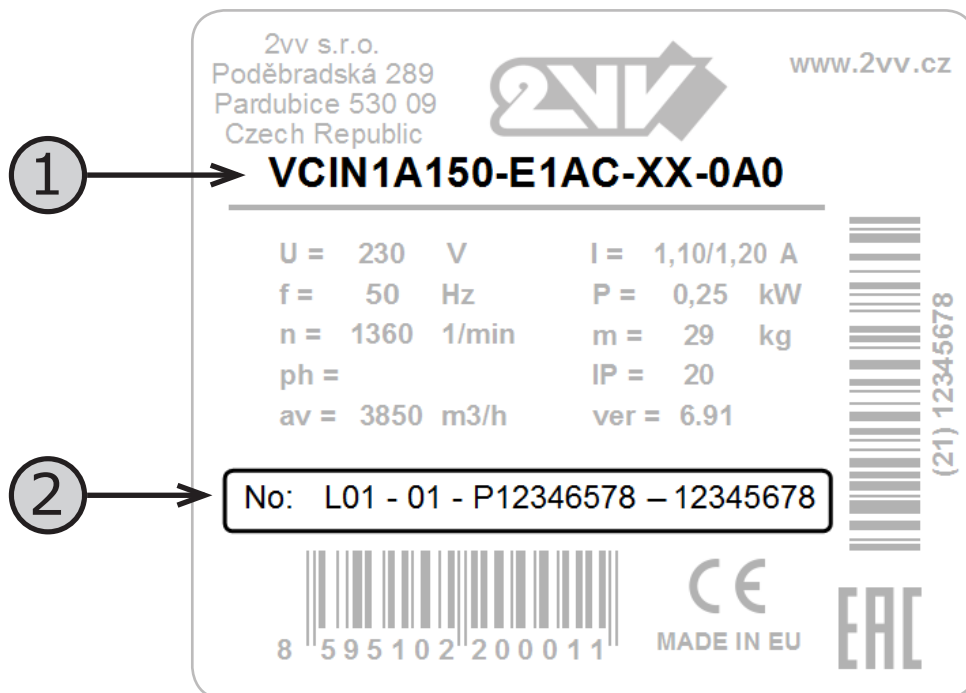 2vv s.r.o.
Poděbradská 289
Pardubice 530 09
Czech Republic
2VV
www.2vv.cz
1
VCIN1A150-E1AC-XX-0A0
U = 230 V I = 1,10/1,20 A
f = 50 Hz P = 0,25 kW
n = 1360 1/min m = 29 kg
ph = IP = 20
av = 3850 m3/h ver = 6.91
(21) 12345678
2
No: L01 - 01 - P12346578 – 12345678
8 595102 200011
CE
MADE IN EU
EAC